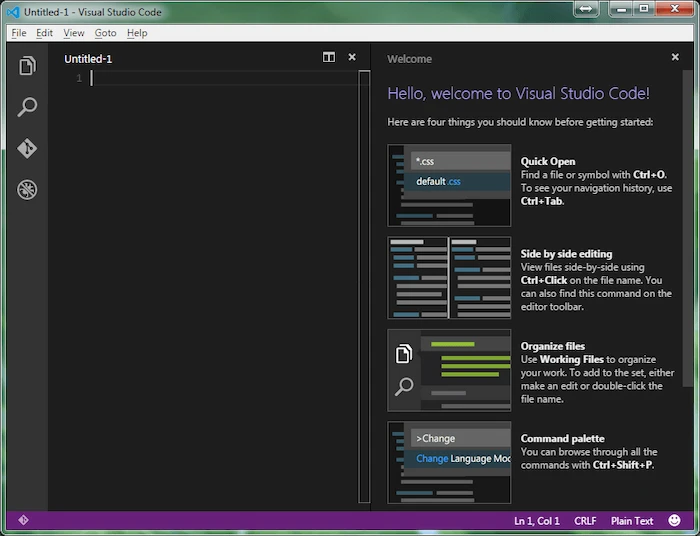 Untitled-1 - Visual Studio Code
File Edit View Goto Help
Untitled-1
1
Welcome
Hello, welcome to Visual Studio Code!
Here are four things you should know before getting started:
*.css
default.css
Quick Open
Find a file or symbol with Ctrl+O.
To see your navigation history, use
Ctrl+Tab.
Side by side editing
View files side-by-side using
Ctrl+Click on the file name. You
can also find this command on the
editor toolbar.
Organize files
Use Working Files to organize
your work. To add to the set, either
make an edit or double-click the
file name.
>Change
Change Language Moc
Command palette
You can browse through all the
commands with Ctrl+Shift+P.
Ln 1, Col 1 CRLF Plain Text